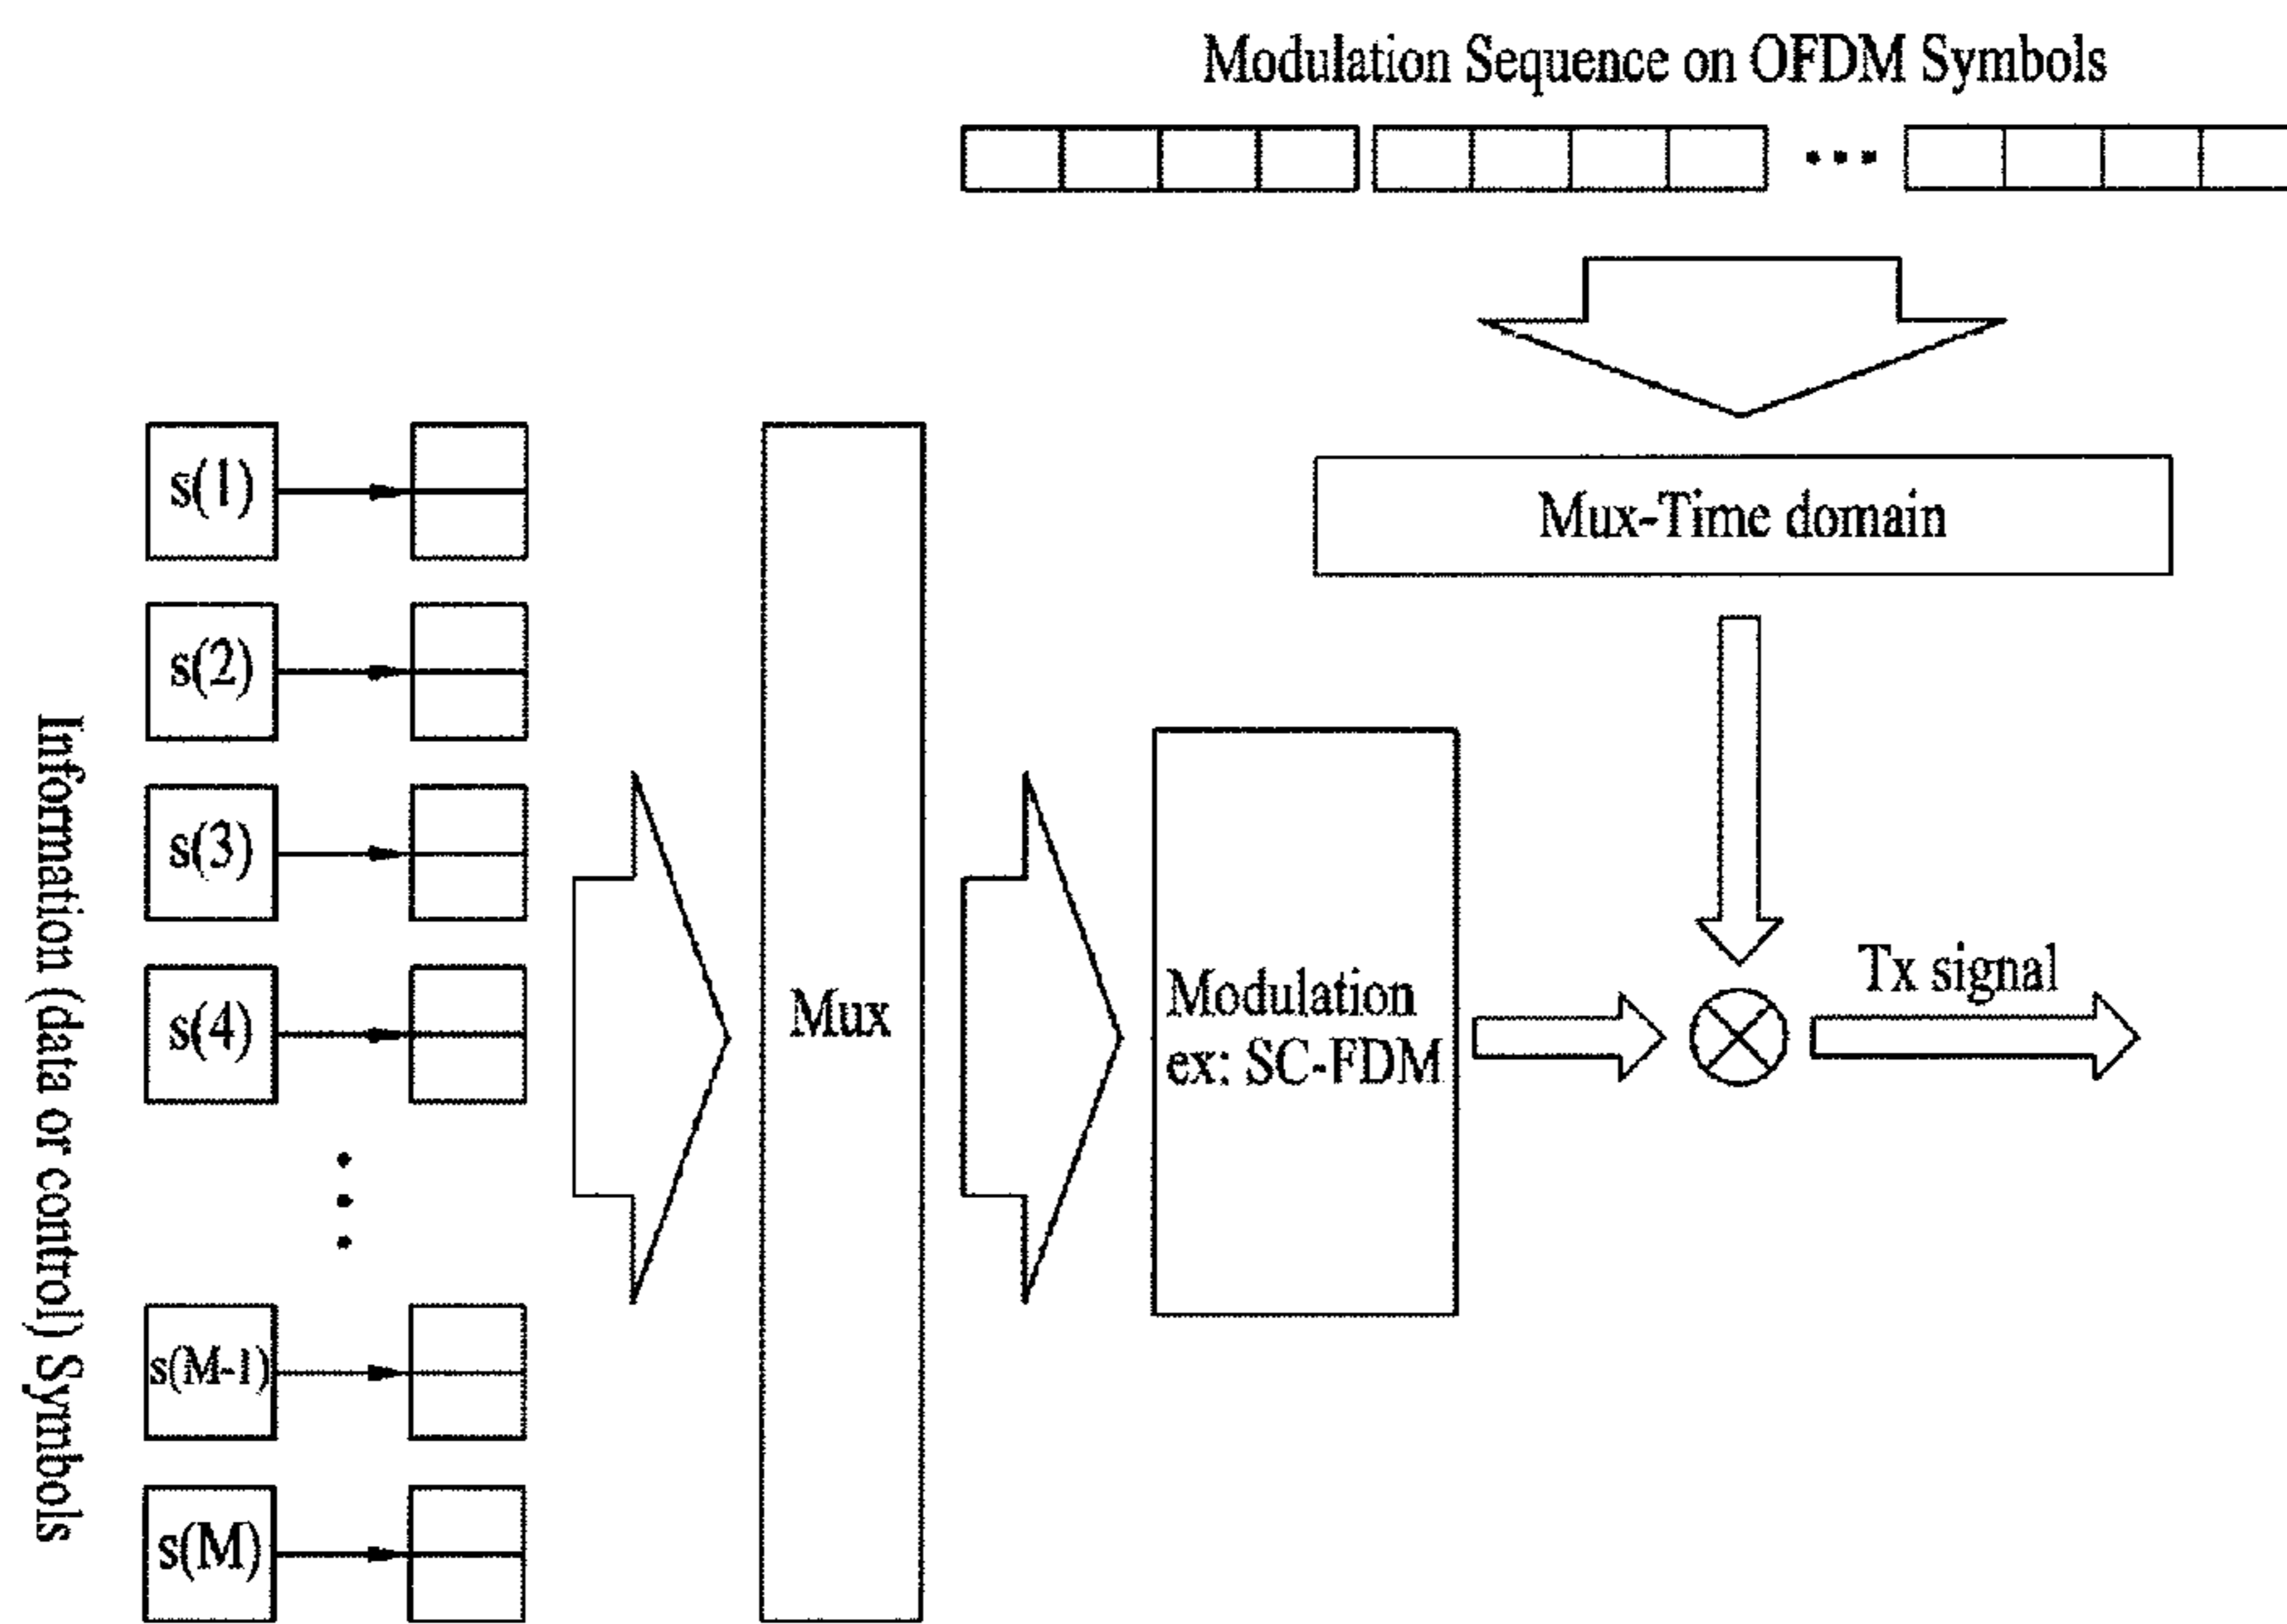 Modulation Sequence on OFDM Symbols
...
Mux-Time domain
Information (data or control) Symbols
s(1)
s(2)
s(3)
s(4)
s(M-1)
s(M)
Mux
Modulation
ex: SC-FDM
Tx signal